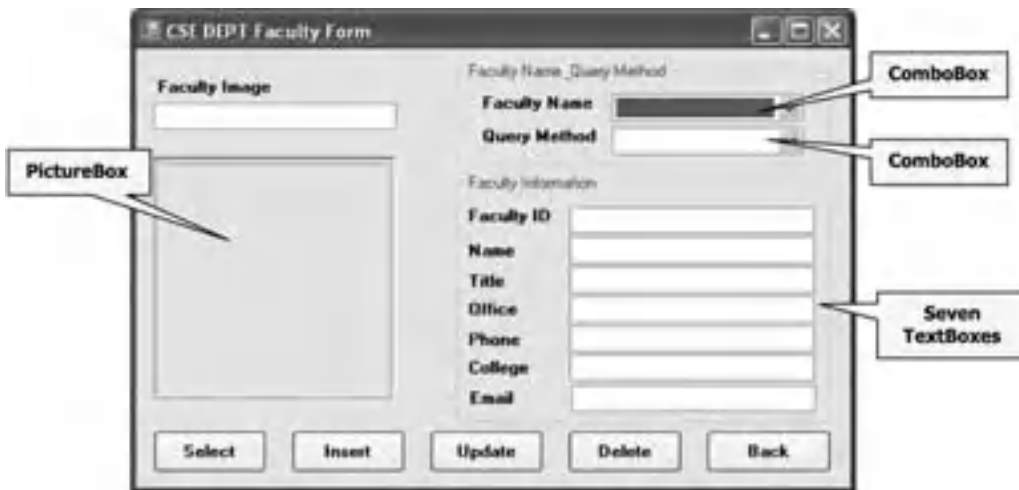 CSE DEPT Faculty Form
Faculty Image
Faculty Name_Query Method
Faculty Name
Query Method
Faculty Information
Faculty ID
Name
Title
Office
Phone
College
Email
Select
Insert
Update
Delete
Back
PictureBox
ComboBox
ComboBox
Seven
TextBoxes